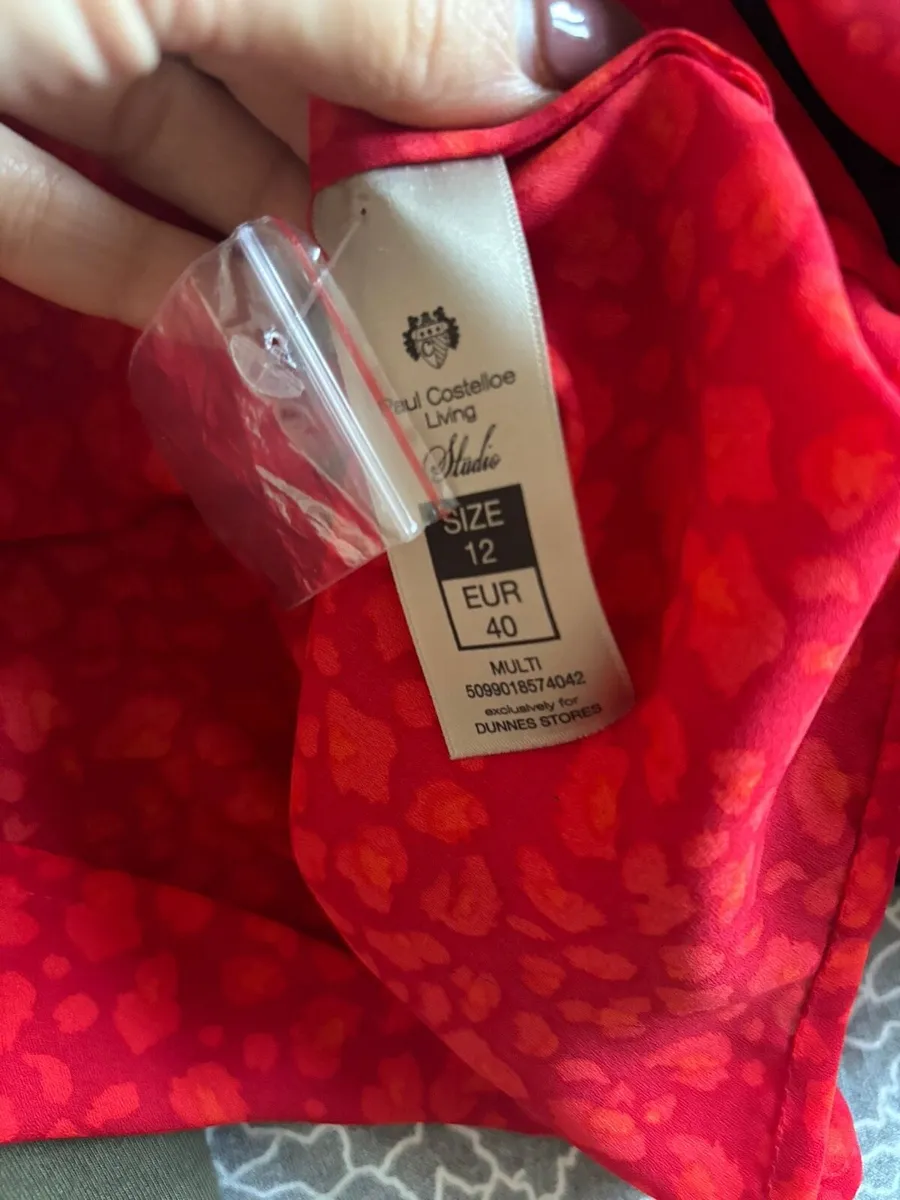 Paul Costelloe
Living
Studio
SIZE
12
EUR
40
MULTI
5099018574042
exclusively for
DUNNES STORES